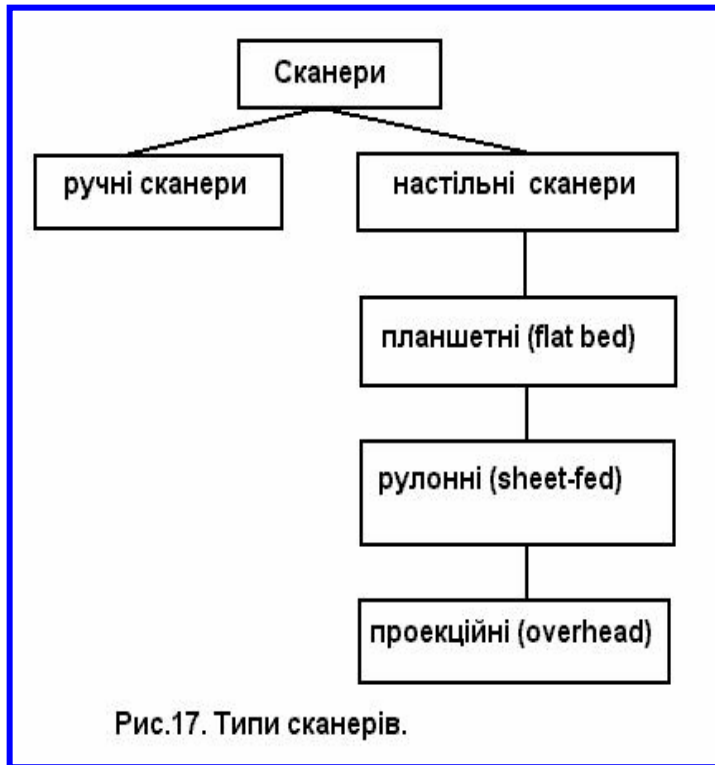 Сканери
ручні сканери
настільні сканери
планшетні (flat bed)
рулонні (sheet-fed)
проекційні (overhead)
Рис.17. Типи сканерів.